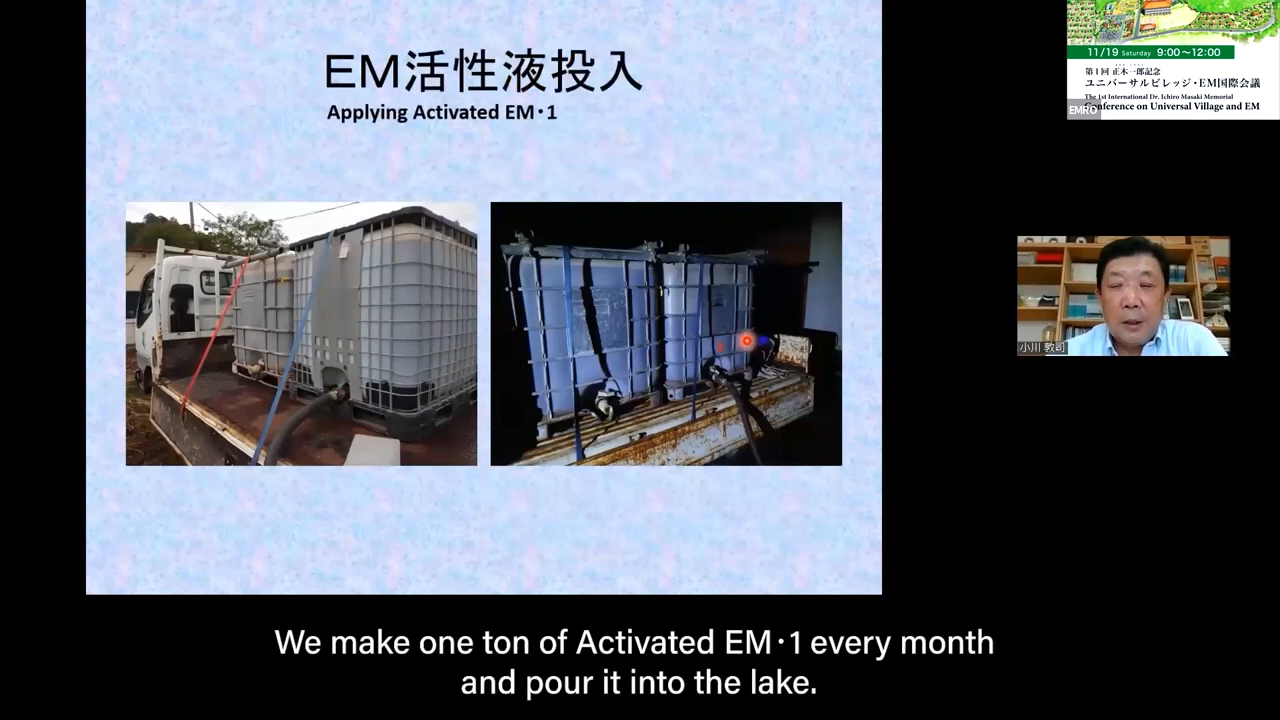 EM活性液投入
Applying Activated EM・1
11/19 Saturday 9:00～12:00
第1回 正木一郎記念
ユニバーサルビレッジ・EM国際会議
The 1st International Dr. Ichiro Masaki Memorial
Conference on Universal Village and EM
EMRO
小川 敦司
We make one ton of Activated EM・1 every month
and pour it into the lake.